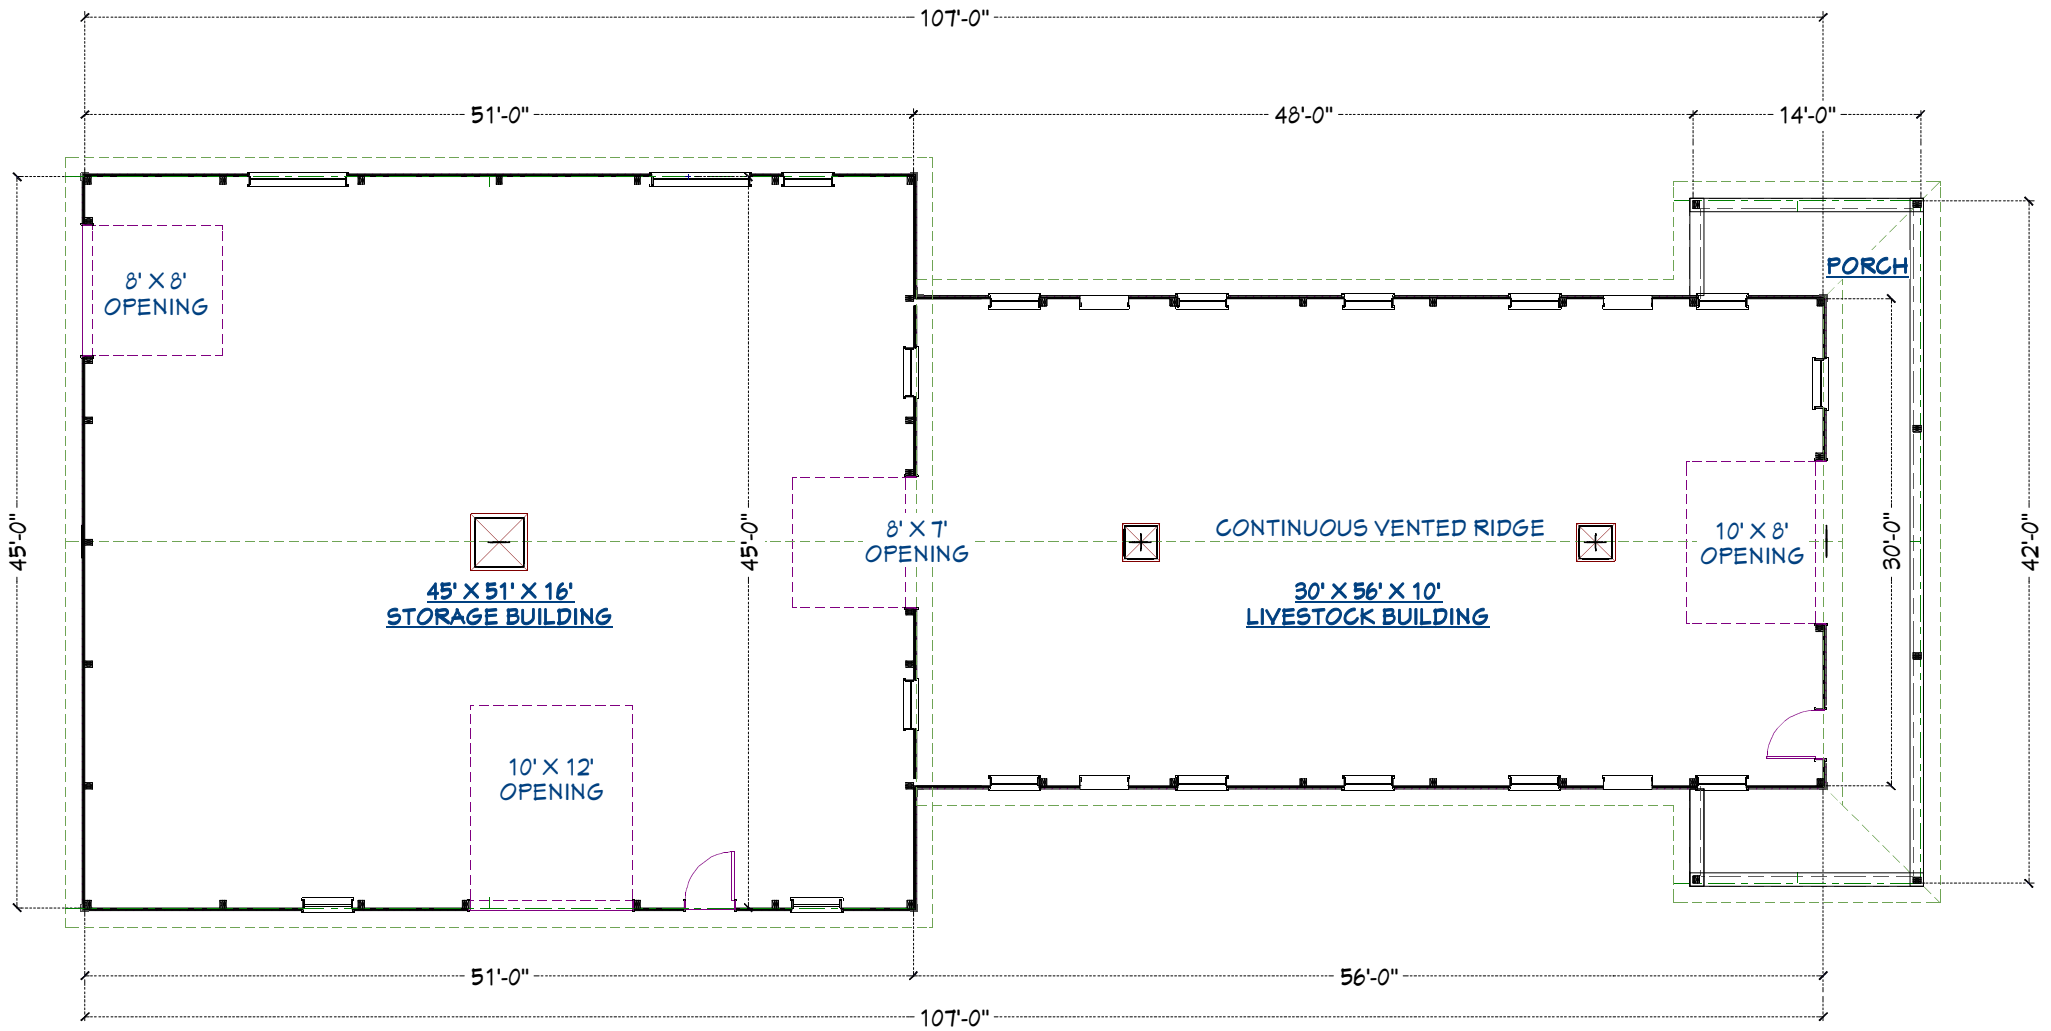 107'-0"
51'-0"
48'-0"
14'-0"
8' X 8'
OPENING
PORCH
45'-0"
45'-0"
8' X 7'
OPENING
CONTINUOUS VENTED RIDGE
10' X 8'
OPENING
30'-0"
42'-0"
45' X 51' X 16'
STORAGE BUILDING
30' X 56' X 10'
LIVESTOCK BUILDING
10' X 12'
OPENING
51'-0"
56'-0"
107'-0"